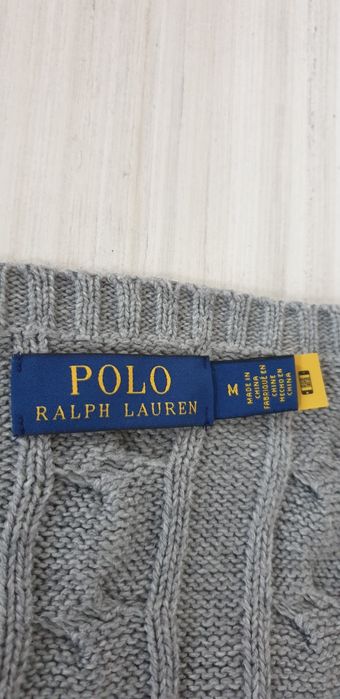 POLO
RALPH LAUREN
M
MADE IN
CHINA
FABRIQUÉ EN
CHINE
HECHO EN
CHINA